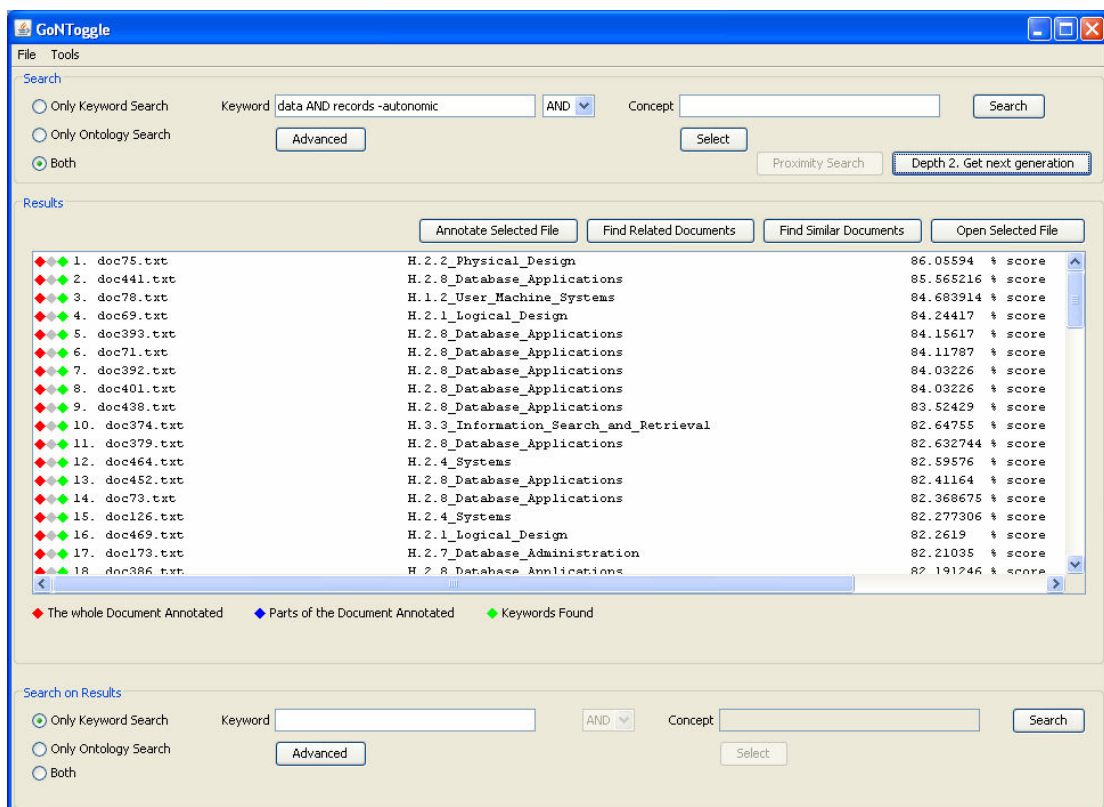 GoNToggle
File Tools
Search
Only Keyword Search Keyword data AND records -autonomic AND Concept Search
Only Ontology Search Advanced Select
Both Proximity Search Depth 2. Get next generation
Results
Annotate Selected File Find Related Documents Find Similar Documents Open Selected File
1. doc75.txt H.2.2_Physical_Design 86.05594 % score
2. doc441.txt H.2.8_Database_Applications 85.565216 % score
3. doc78.txt H.1.2_User_Machine_Systems 84.683914 % score
4. doc69.txt H.2.1_Logical_Design 84.24417 % score
5. doc393.txt H.2.8_Database_Applications 84.15617 % score
6. doc71.txt H.2.8_Database_Applications 84.11787 % score
7. doc392.txt H.2.8_Database_Applications 84.03226 % score
8. doc401.txt H.2.8_Database_Applications 84.03226 % score
9. doc438.txt H.2.8_Database_Applications 83.52429 % score
10. doc374.txt H.3.3_Information_Search_and_Retrieval 82.64755 % score
11. doc379.txt H.2.8_Database_Applications 82.632744 % score
12. doc464.txt H.2.4_Systems 82.59576 % score
13. doc452.txt H.2.8_Database_Applications 82.41164 % score
14. doc73.txt H.2.8_Database_Applications 82.368675 % score
15. doc126.txt H.2.4_Systems 82.277306 % score
16. doc469.txt H.2.1_Logical_Design 82.2619 % score
17. doc173.txt H.2.7_Database_Administration 82.21035 % score
18. doc386.txt H.2.8_Database_Applications 82.191246 % score
The whole Document Annotated Parts of the Document Annotated Keywords Found
Search on Results
Only Keyword Search Keyword AND Concept Search
Only Ontology Search Advanced Select
Both